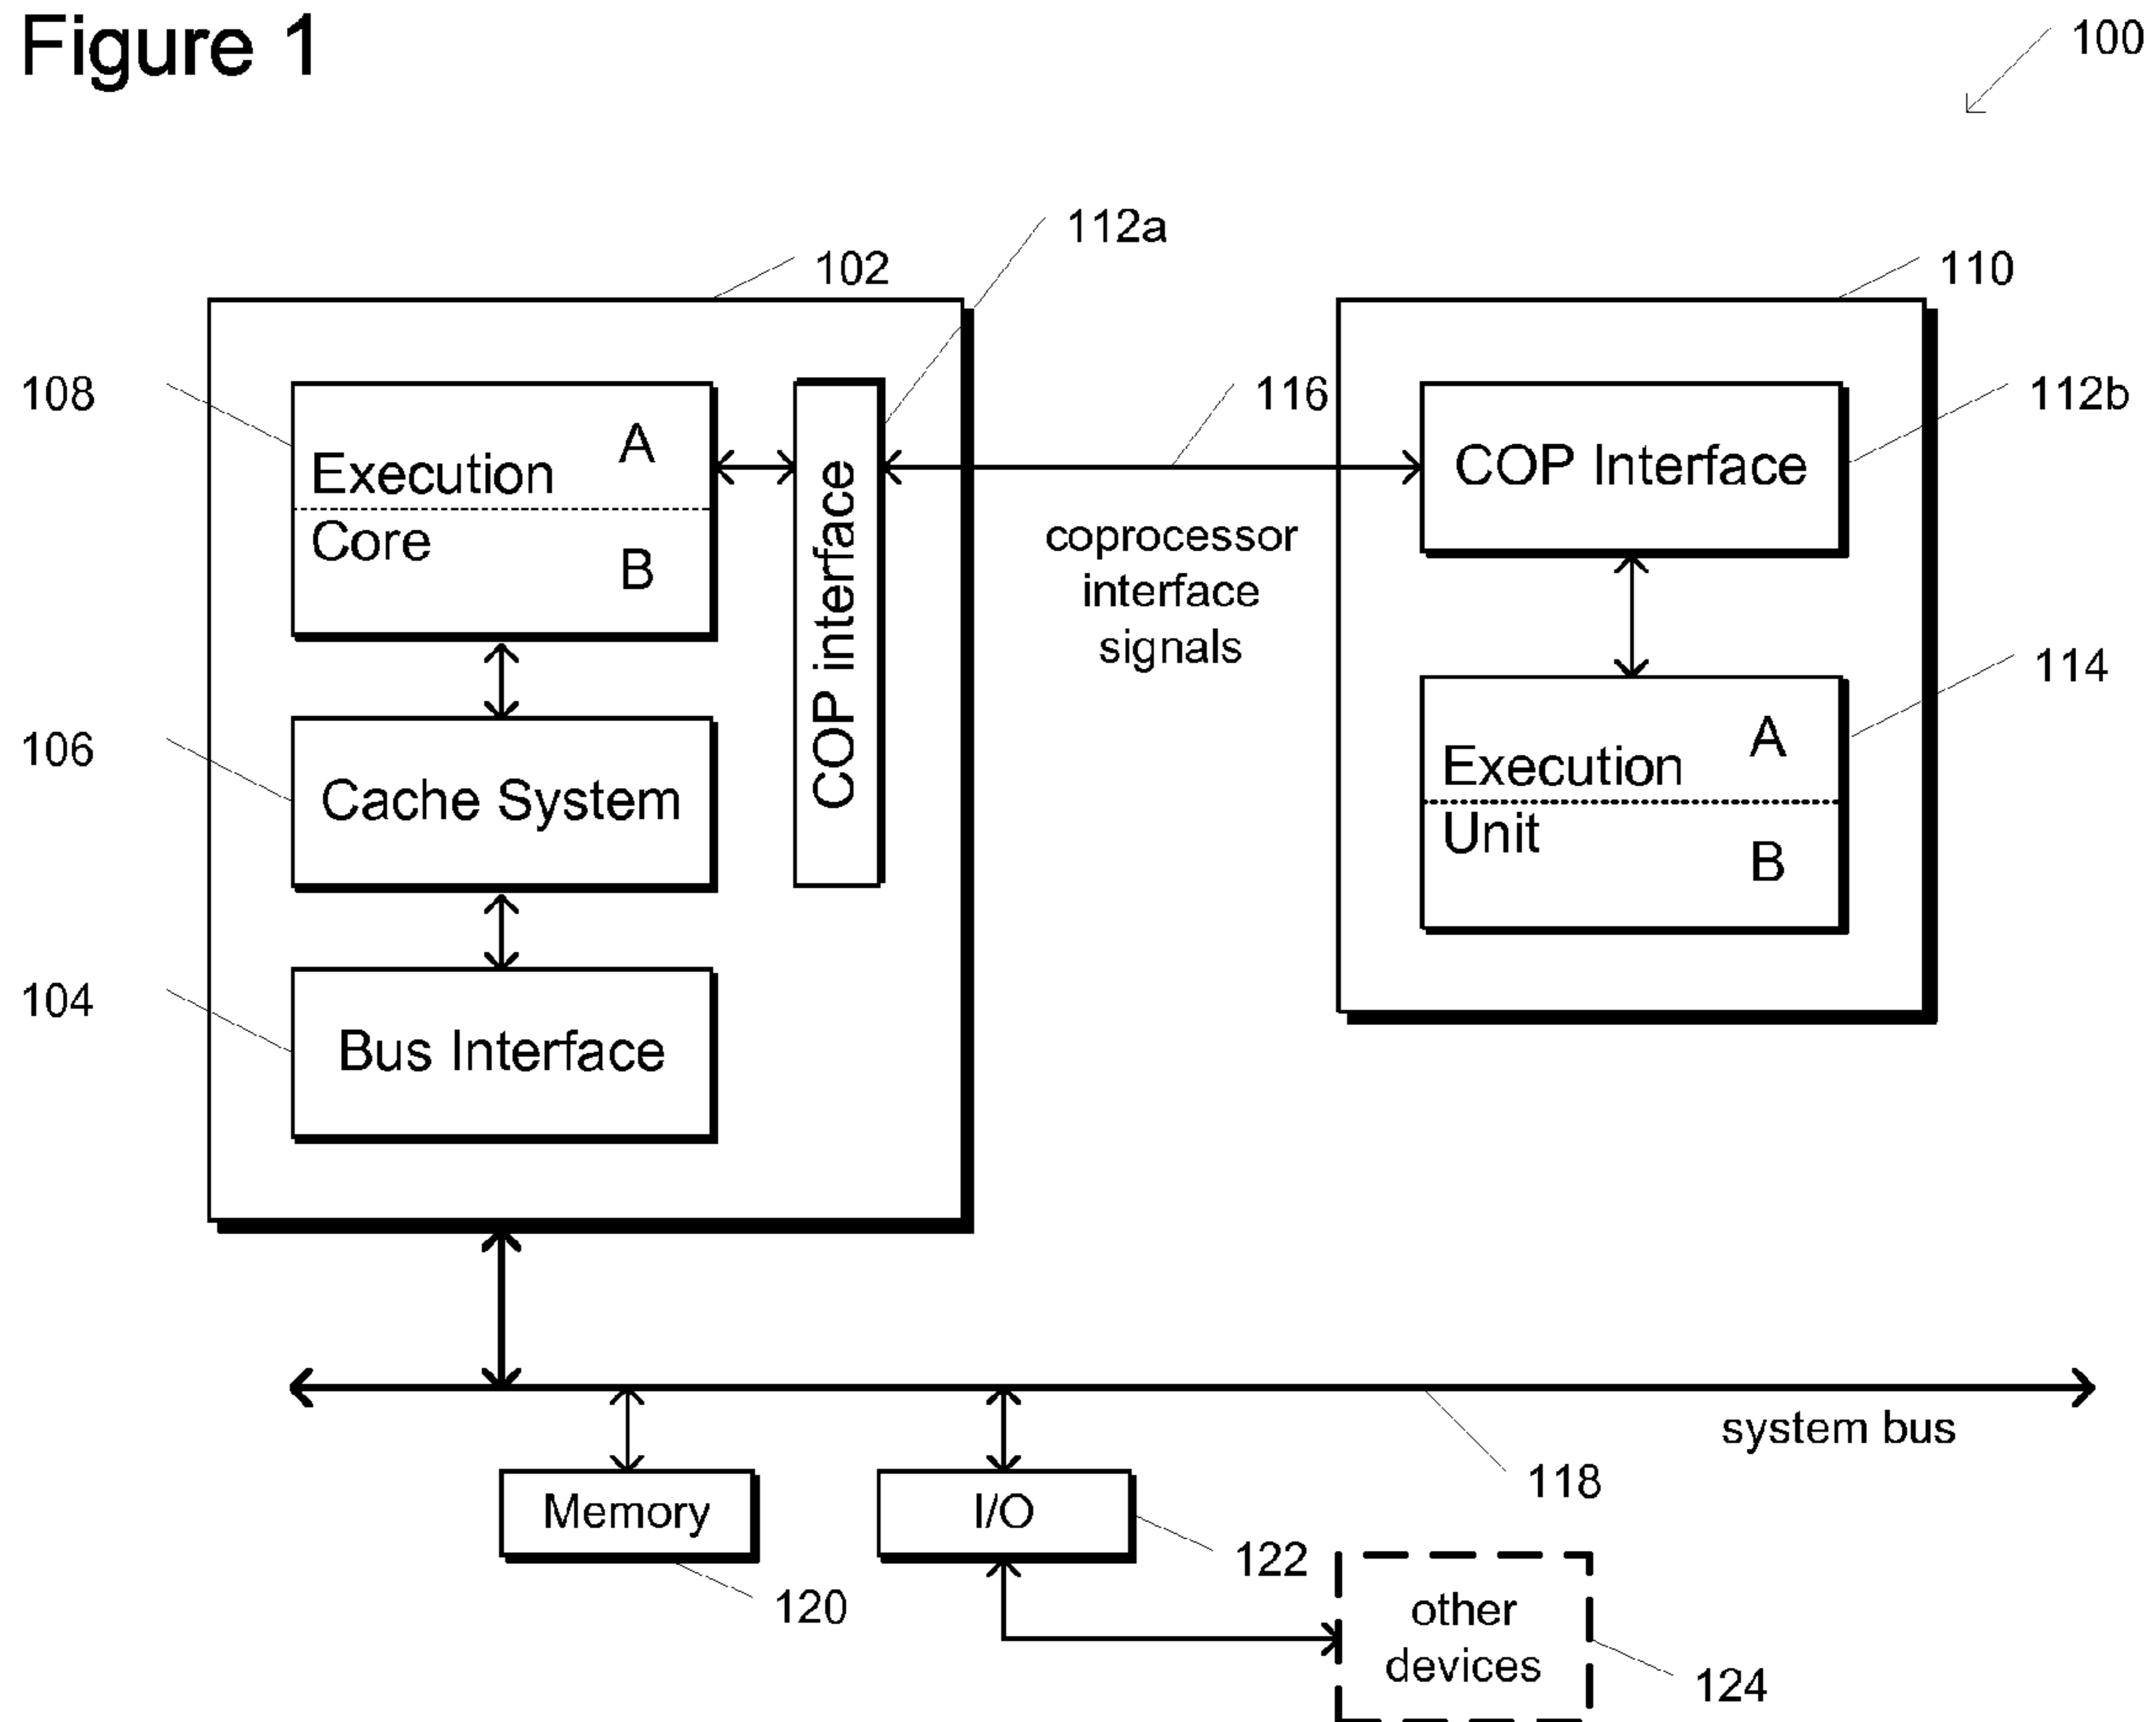 Figure 1
100
112a
102
110
108
Execution
Core
A
B
COP interface
116
coprocessor
interface
signals
COP Interface
112b
106
Cache System
114
Execution
Unit
A
B
104
Bus Interface
system bus
118
Memory
120
I/O
122
other
devices
124